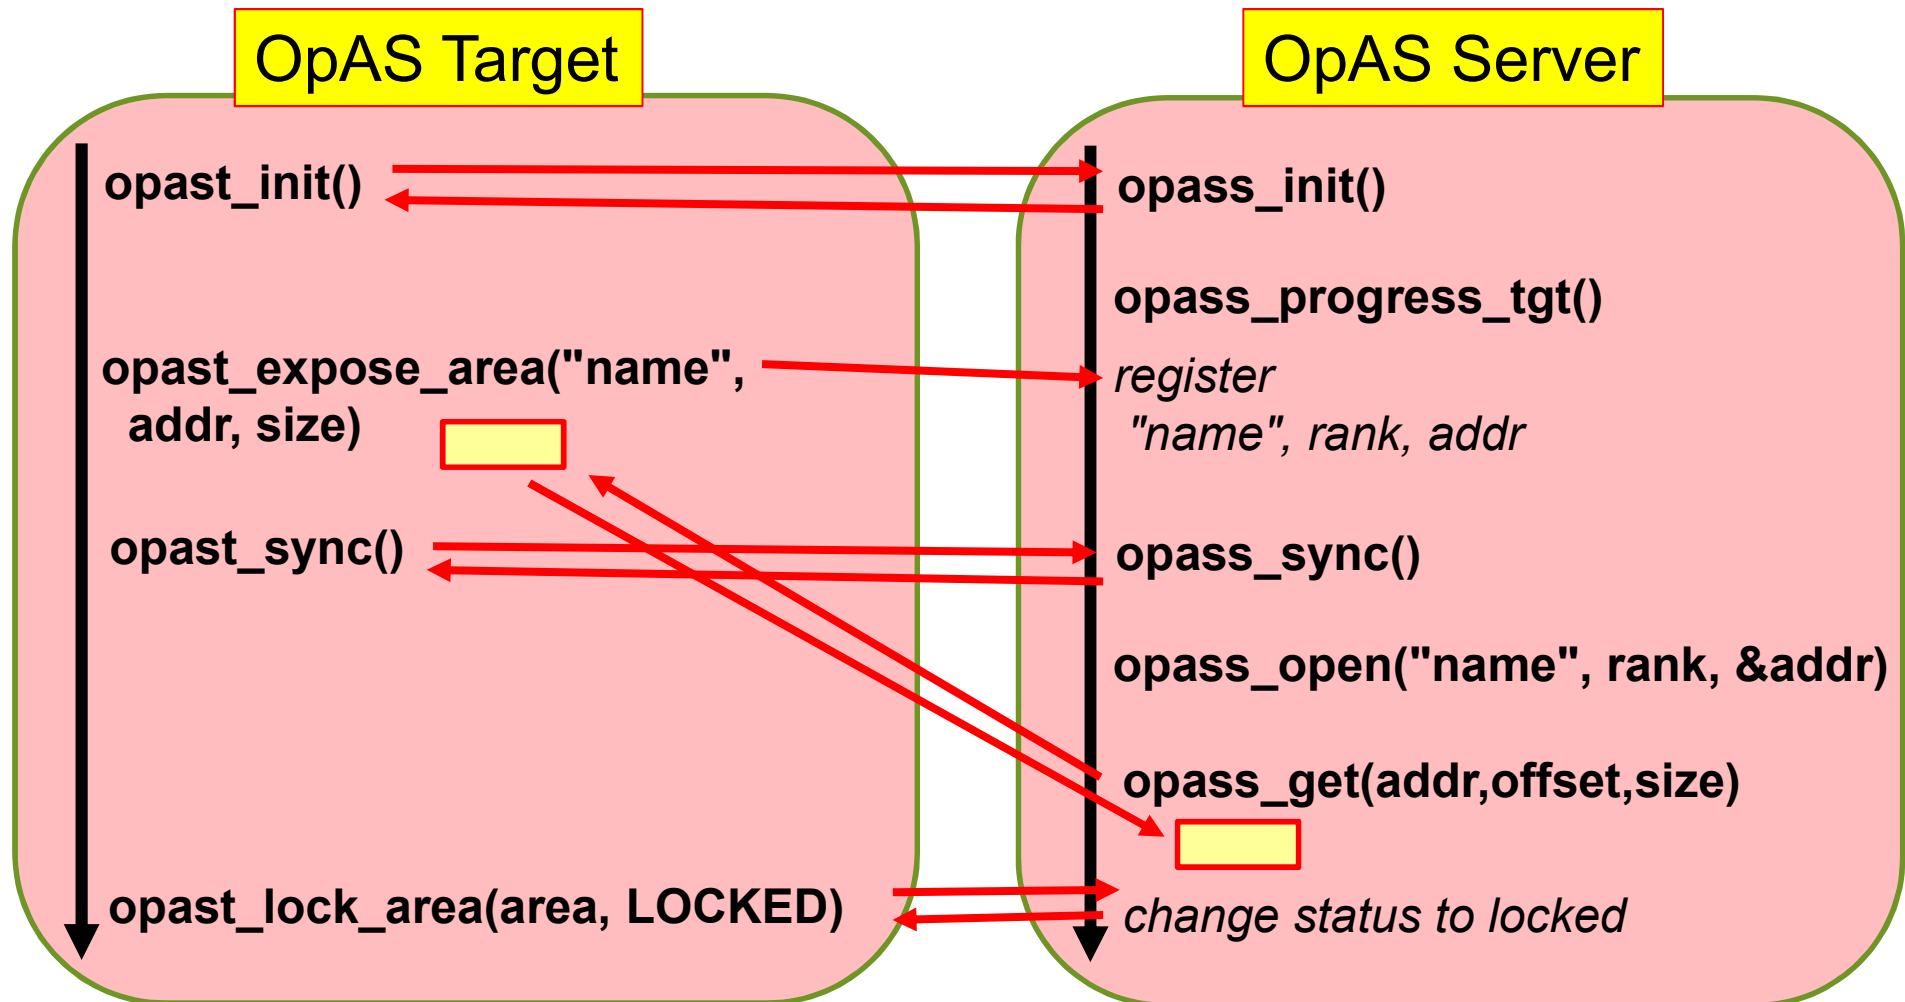 OpAS Target
opast_init()
opast_expose_area("name",
addr, size)
opast_sync()
opast_lock_area(area, LOCKED)
OpAS Server
opass_init()
opass_progress_tgt()
register
"name", rank, addr
opass_sync()
opass_open("name", rank, &addr)
opass_get(addr,offset,size)
change status to locked